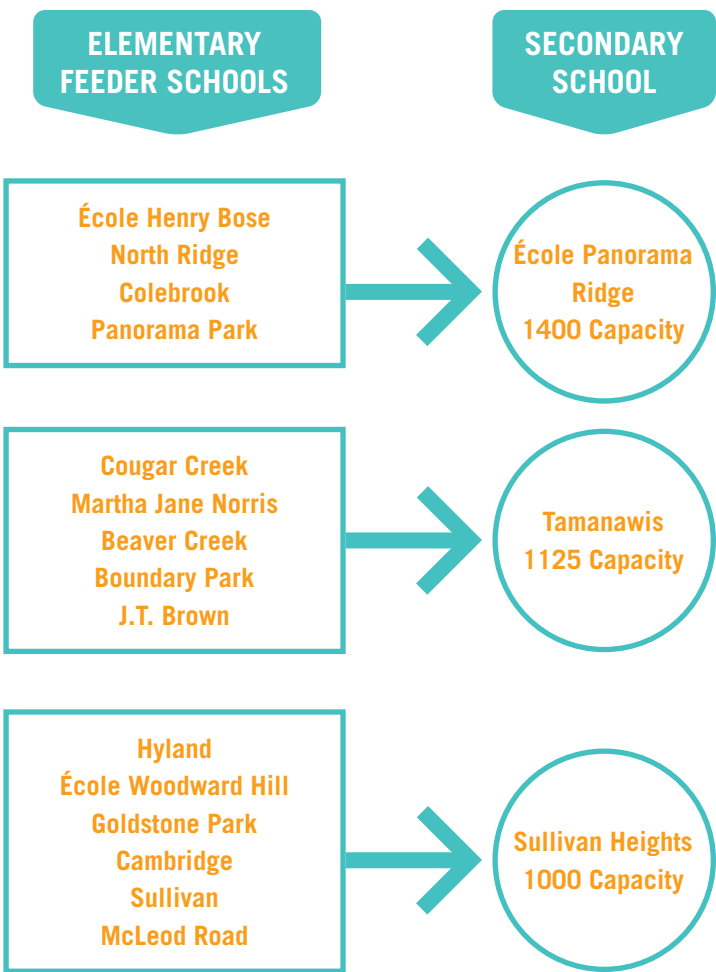 ELEMENTARY
FEEDER SCHOOLS
SECONDARY
SCHOOL
École Henry Bose
North Ridge
Colebrook
Panorama Park
École Panorama
Ridge
1400 Capacity
Cougar Creek
Martha Jane Norris
Beaver Creek
Boundary Park
J.T. Brown
Tamanawis
1125 Capacity
Hyland
École Woodward Hill
Goldstone Park
Cambridge
Sullivan
McLeod Road
Sullivan Heights
1000 Capacity